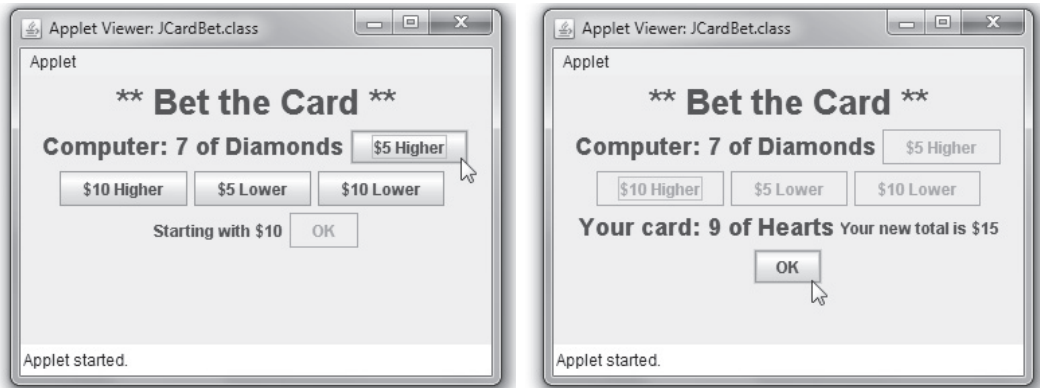 Applet Viewer: JCardBet.class
Applet
** Bet the Card **
Computer: 7 of Diamonds $5 Higher
$10 Higher $5 Lower $10 Lower
Starting with $10 OK
Applet started.
Applet Viewer: JCardBet.class
Applet
** Bet the Card **
Computer: 7 of Diamonds $5 Higher
$10 Higher $5 Lower $10 Lower
Your card: 9 of Hearts Your new total is $15
OK
Applet started.